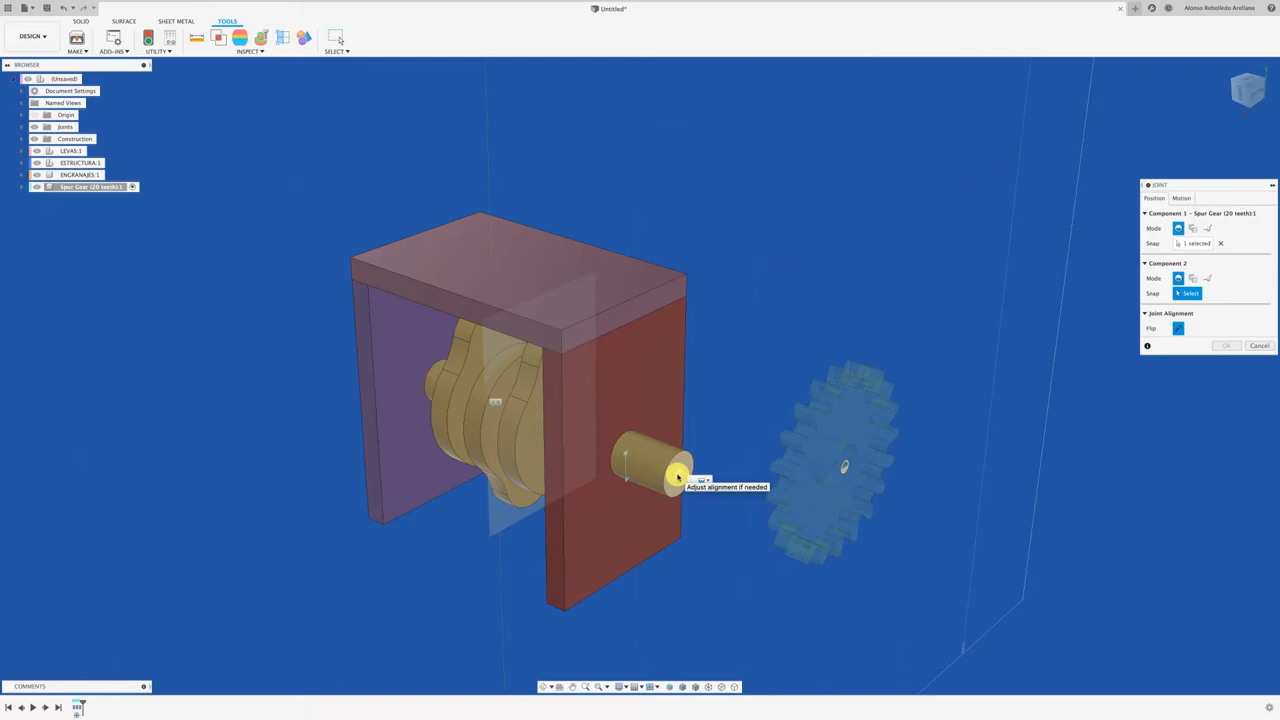 Untitled*
Alonso Rebolledo Arellano
DESIGN
SOLID
SURFACE
SHEET METAL
TOOLS
MAKE
ADD-INS
UTILITY
INSPECT
SELECT
BROWSER
(Unsaved)
Document Settings
Named Views
Origin
Joints
Construction
LEVAS:1
ESTRUCTURA:1
ENGRANAJES:1
Spur Gear (20 teeth):1
JOINT
Position
Motion
Component 1 - Spur Gear (20 teeth):1
Mode
Snap
1 selected
Component 2
Mode
Snap
Select
Joint Alignment
Flip
OK
Cancel
Adjust alignment if needed
COMMENTS